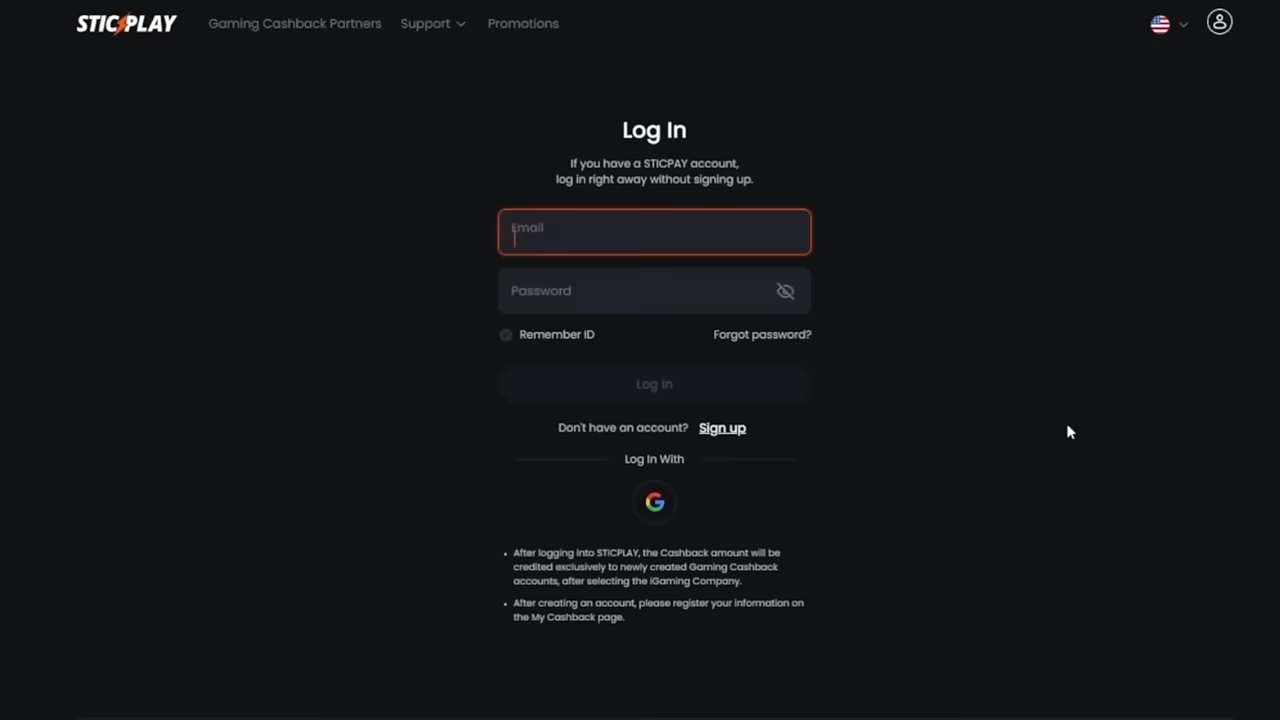 STICPLAY Gaming Cashback Partners Support Promotions
Log In
If you have a STICPAY account,
log in right away without signing up.
Email
Password
Remember ID Forgot password?
Log In
Don't have an account? Sign up
Log In With
G
• After logging into STICPLAY, the Cashback amount will be
credited exclusively to newly created Gaming Cashback
accounts, after selecting the iGaming Company.
• After creating an account, please register your information on
the My Cashback page.